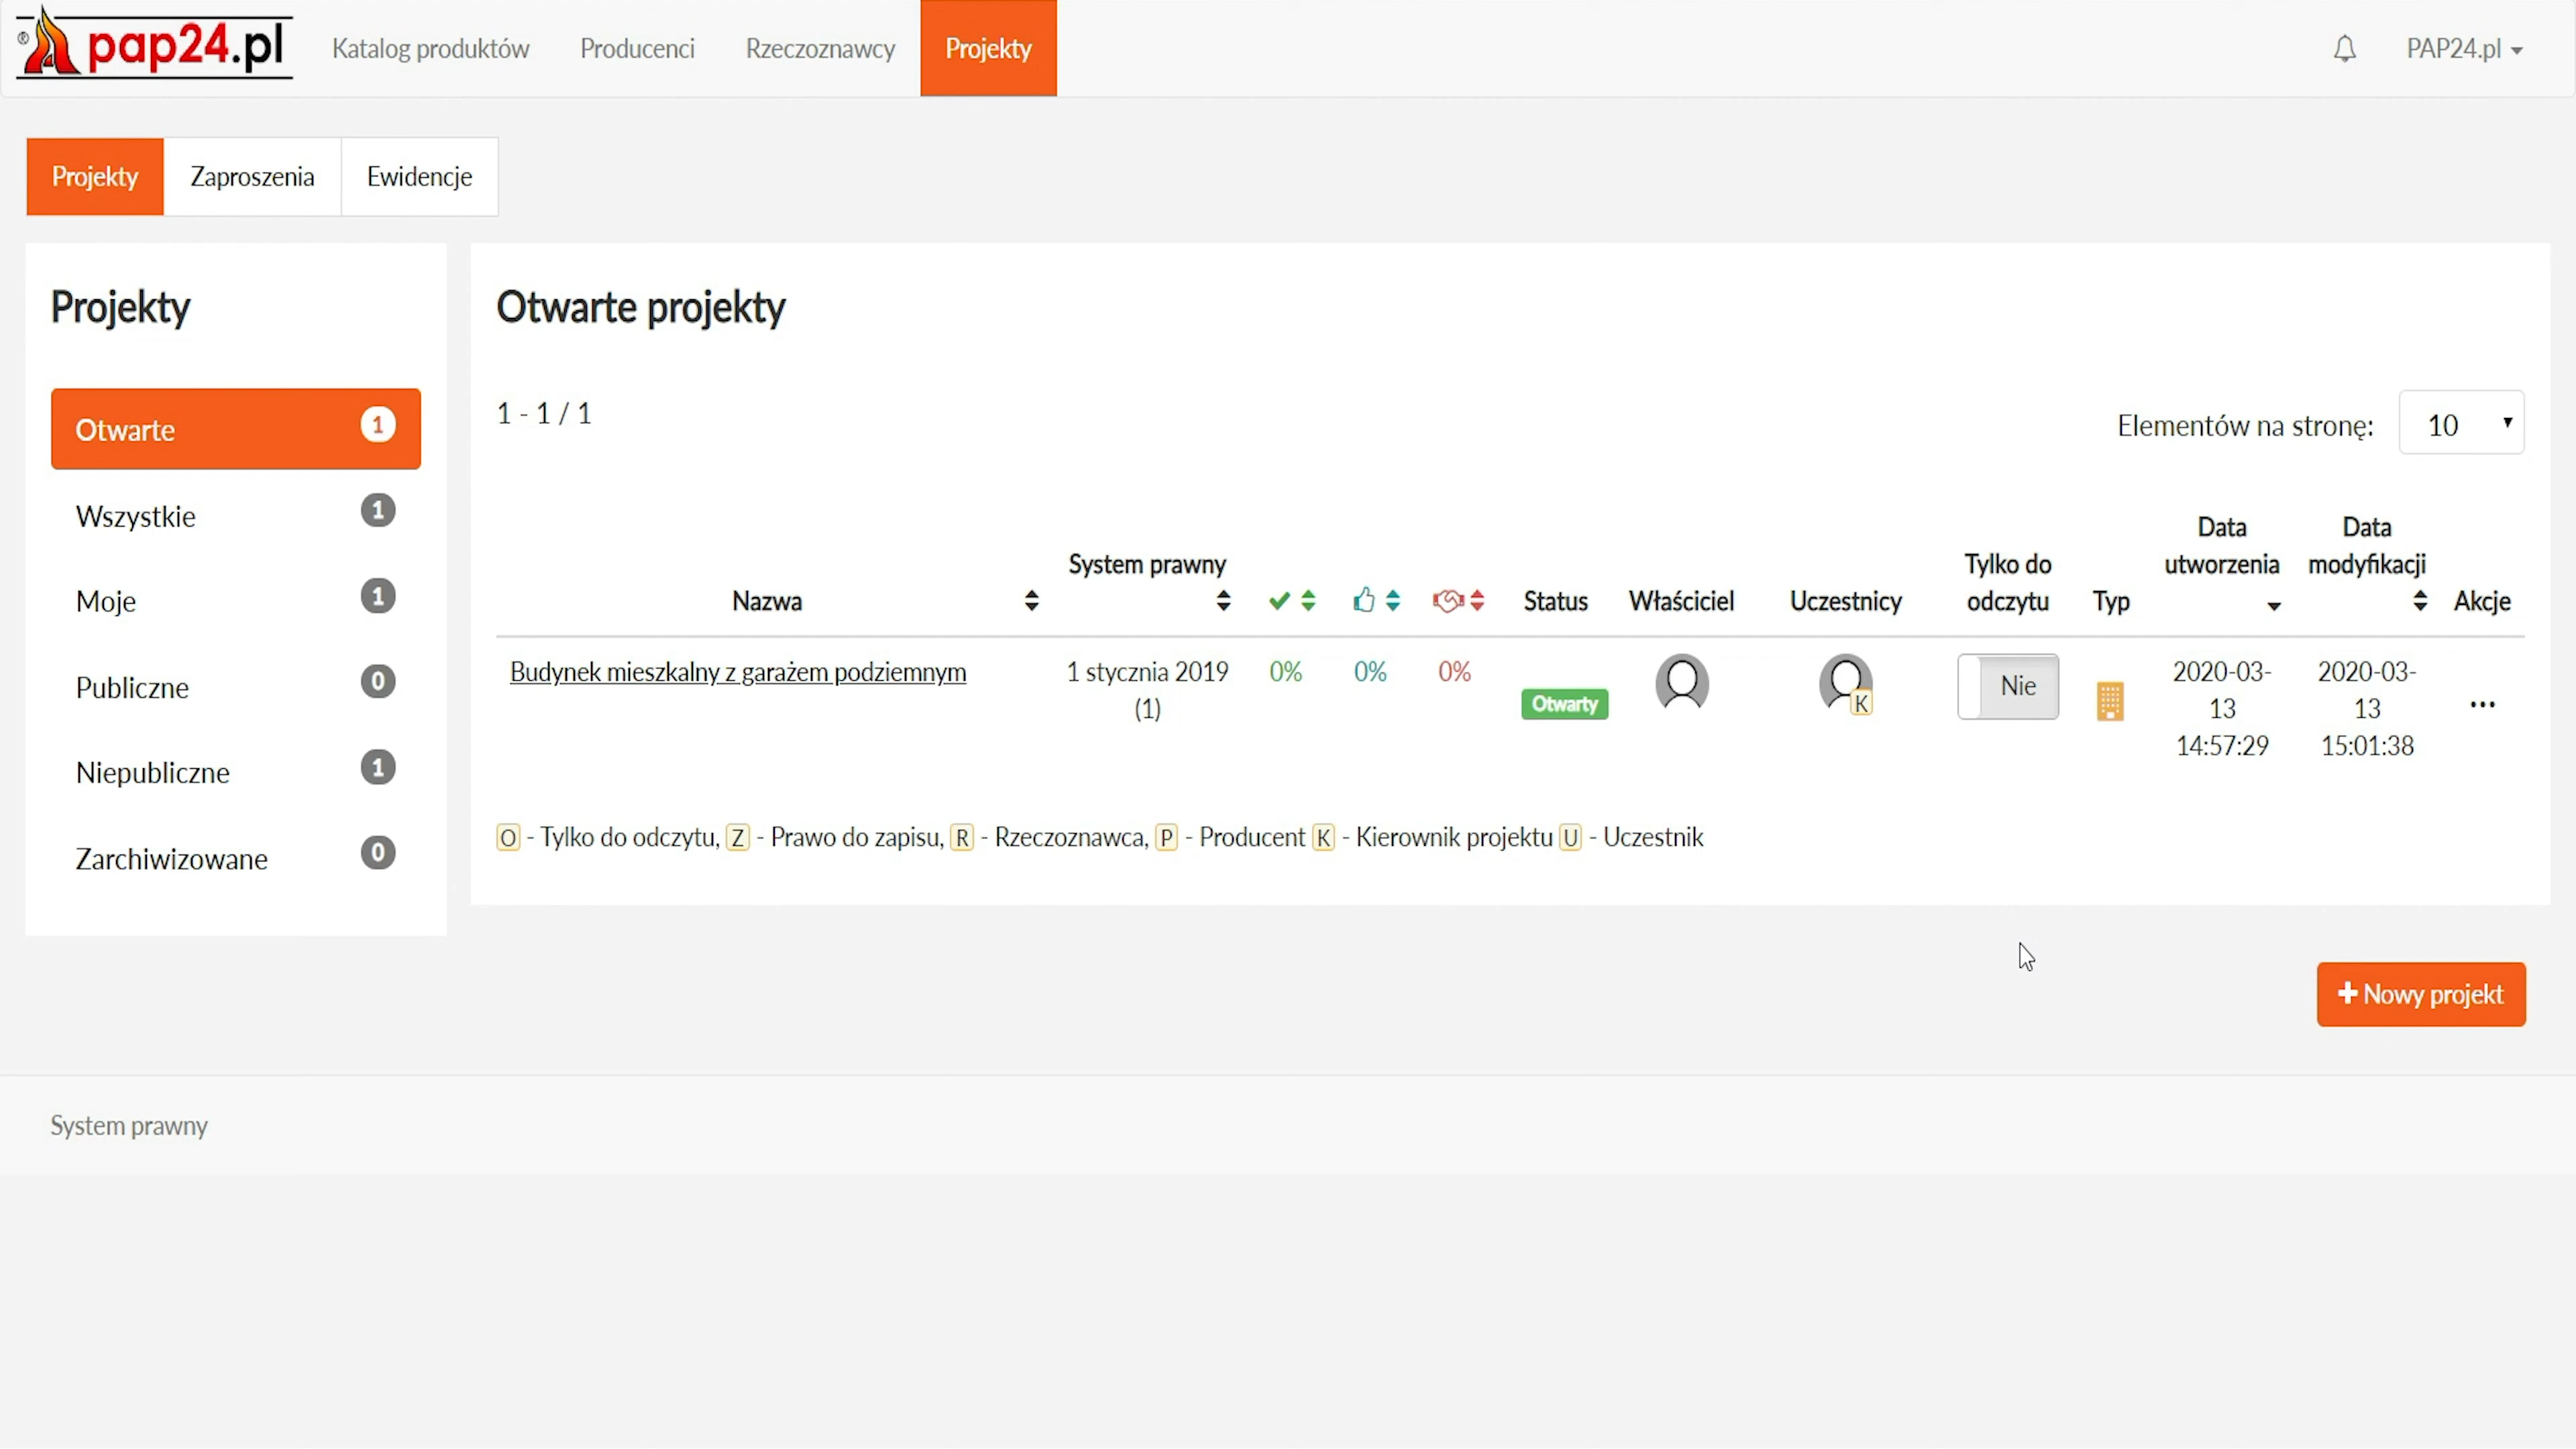 ® pap24.pl
Katalog produktów
Producenci
Rzeczoznawcy
Projekty
PAP24.pl
Projekty
Zaproszenia
Ewidencje
Projekty
Otwarte 1
Wszystkie 1
Moje 1
Publiczne 0
Niepubliczne 1
Zarchiwizowane 0
Otwarte projekty
1 - 1 / 1
Elementów na stronę: 10
Nazwa
System prawny
Status
Właściciel
Uczestnicy
Tylko do
odczytu
Typ
Data
utworzenia
Data
modyfikacji
Akcje
Budynek mieszkalny z garażem podziemnym
1 stycznia 2019
(1)
0%
0%
0%
Otwarty
K
Nie
2020-03-
13
14:57:29
2020-03-
13
15:01:38
...
O - Tylko do odczytu, Z - Prawo do zapisu, R - Rzeczoznawca, P - Producent K - Kierownik projektu U - Uczestnik
Nowy projekt
System prawny